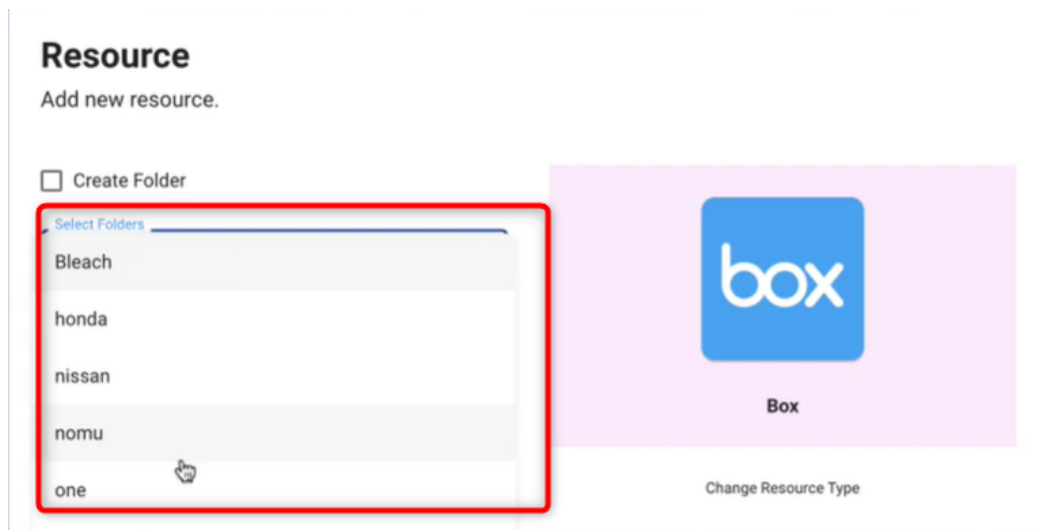 Resource
Add new resource.
Create Folder
Select Folders
Bleach
honda
nissan
nomu
one
box
Box
Change Resource Type